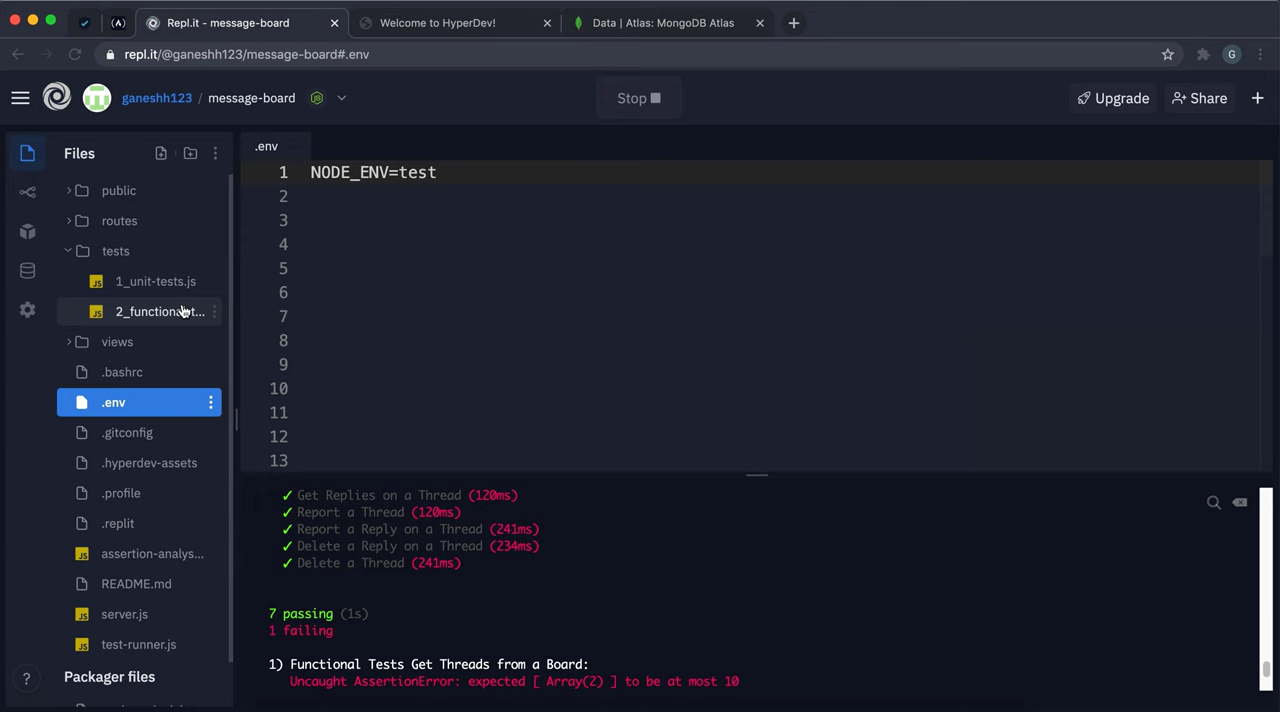 Repl.it - message-board
Welcome to HyperDev!
Data | Atlas: MongoDB Atlas
repl.it/@ganeshh123/message-board#.env
G
ganeshh123 / message-board
Stop
Upgrade
Share
Files
public
routes
tests
1_unit-tests.js
2_functional-t...
views
.bashrc
.env
.gitconfig
.hyperdev-assets
.profile
.replit
assertion-analys...
README.md
server.js
test-runner.js
Packager files
.env
1 NODE_ENV=test
2
3
4
5
6
7
8
9
10
11
12
13
✓ Get Replies on a Thread (120ms)
✓ Report a Thread (120ms)
✓ Report a Reply on a Thread (241ms)
✓ Delete a Reply on a Thread (234ms)
✓ Delete a Thread (241ms)
7 passing (1s)
1 failing
1) Functional Tests Get Threads from a Board:
Uncaught AssertionError: expected [ Array(2) ] to be at most 10